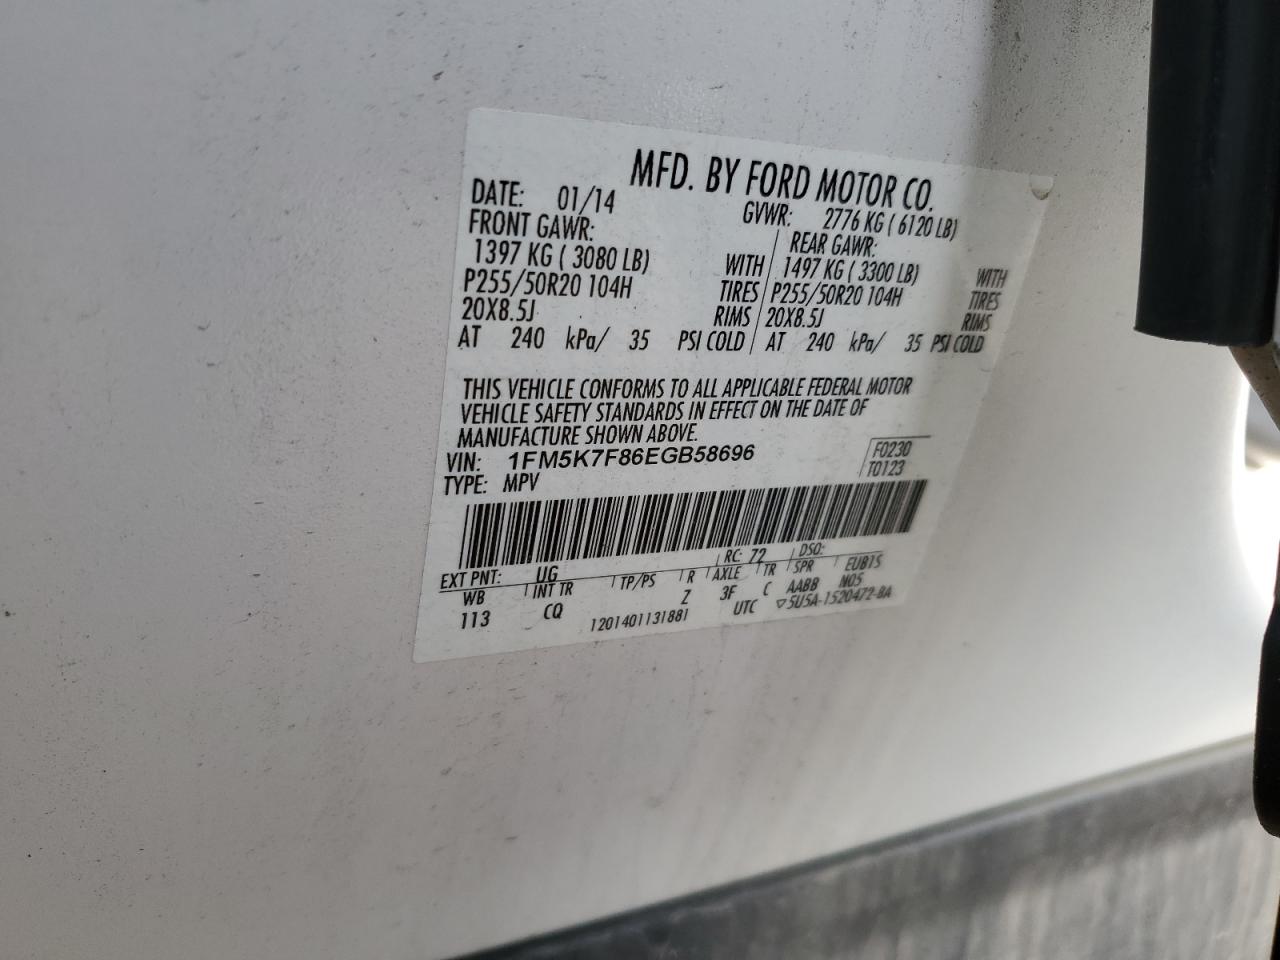 MFD. BY FORD MOTOR CO.
DATE: 01/14 GVWR: 2776 KG ( 6120 LB)
FRONT GAWR: REAR GAWR:
1397 KG ( 3080 LB) WITH 1497 KG ( 3300 LB) WITH
P255/50R20 104H TIRES P255/50R20 104H TIRES
20X8.5J RIMS 20X8.5J RIMS
AT 240 kPa/ 35 PSI COLD AT 240 kPa/ 35 PSI COLD
THIS VEHICLE CONFORMS TO ALL APPLICABLE FEDERAL MOTOR
VEHICLE SAFETY STANDARDS IN EFFECT ON THE DATE OF
MANUFACTURE SHOWN ABOVE.
VIN: 1FM5K7F86EGB58696 F0230
TYPE: MPV T0123
EXT PNT: UG RC: 72 DSO:
WB INT TR TP/PS R AXLE TR SPR EUB15
113 CQ Z 3F C AABB N05
1201401131881 UTC ▽5U5A-1520472-BA